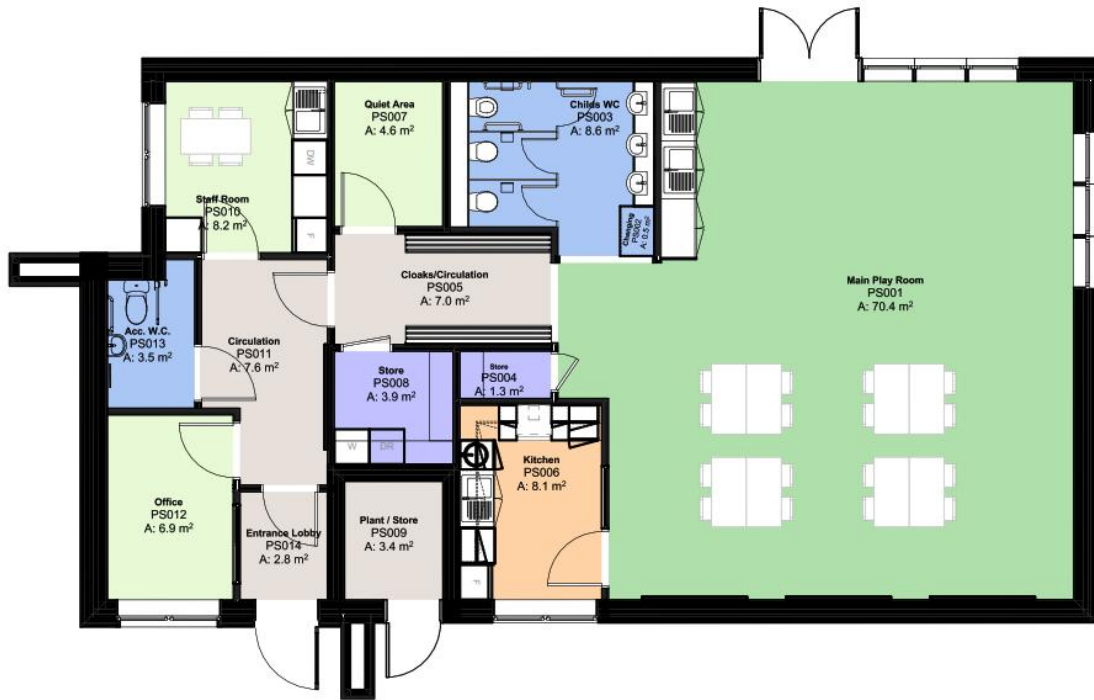 Staff Room
PS010
A: 8.2 m²
DW
F
Quiet Area
PS007
A: 4.6 m²
Childs WC
PS003
A: 8.6 m²
Changing
PS002
A: 0.5 m²
Main Play Room
PS001
A: 70.4 m²
Cloaks/Circulation
PS005
A: 7.0 m²
Acc. W.C.
PS013
A: 3.5 m²
Circulation
PS011
A: 7.6 m²
Store
PS008
A: 3.9 m²
W
DR
Store
PS004
A: 1.3 m²
Kitchen
PS006
A: 8.1 m²
F
Office
PS012
A: 6.9 m²
Entrance Lobby
PS014
A: 2.8 m²
Plant / Store
PS009
A: 3.4 m²